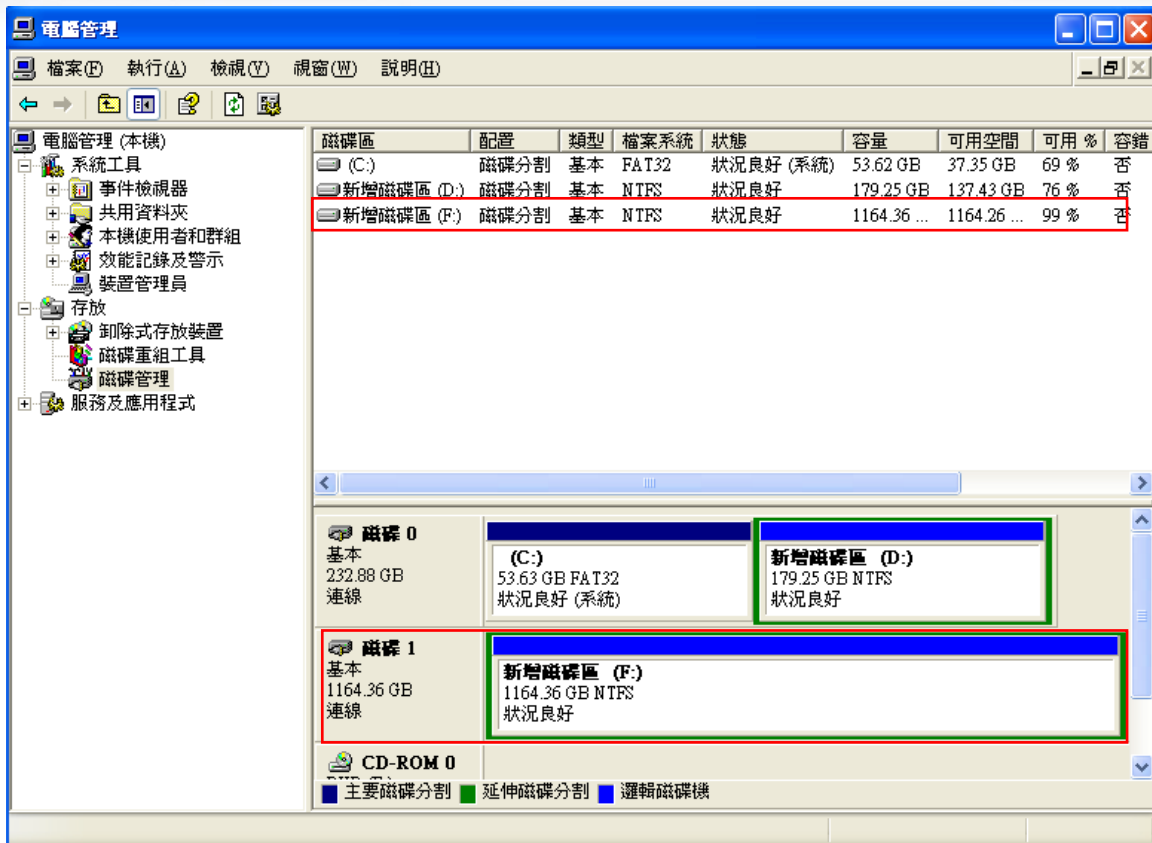 電腦管理
檔案(F) 執行(A) 檢視(V) 視窗(W) 說明(H)
電腦管理 (本機)
系統工具
事件檢視器
共用資料夾
本機使用者和群組
效能記錄及警示
裝置管理員
存放
卸除式存放裝置
磁碟重組工具
磁碟管理
服務及應用程式
磁碟區 配置 類型 檔案系統 狀態 容量 可用空間 可用 % 容錯
(C:) 磁碟分割 基本 FAT32 狀況良好 (系統) 53.62 GB 37.35 GB 69 % 否
新增磁碟區 (D:) 磁碟分割 基本 NTFS 狀況良好 179.25 GB 137.43 GB 76 % 否
新增磁碟區 (F:) 磁碟分割 基本 NTFS 狀況良好 1164.36 ... 1164.26 ... 99 % 否
磁碟 0
基本
232.88 GB
連線
(C:)
53.63 GB FAT32
狀況良好 (系統)
新增磁碟區 (D:)
179.25 GB NTFS
狀況良好
磁碟 1
基本
1164.36 GB
連線
新增磁碟區 (F:)
1164.36 GB NTFS
狀況良好
CD-ROM 0
主要磁碟分割 延伸磁碟分割 邏輯磁碟機